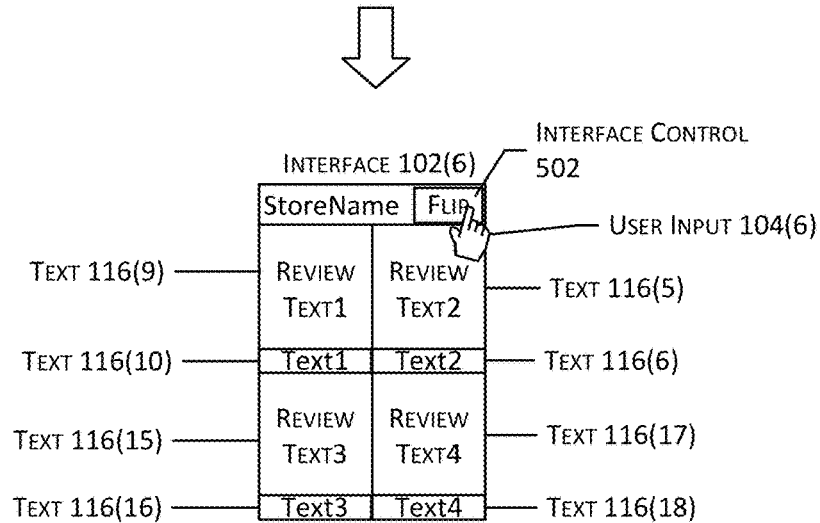 INTERFACE CONTROL
502
INTERFACE 102(6)
StoreName FLIP
USER INPUT 104(6)
TEXT 116(9)
REVIEW
TEXT1
REVIEW
TEXT2
TEXT 116(5)
TEXT 116(10)
Text1
Text2
TEXT 116(6)
TEXT 116(15)
REVIEW
TEXT3
REVIEW
TEXT4
TEXT 116(17)
TEXT 116(16)
Text3
Text4
TEXT 116(18)